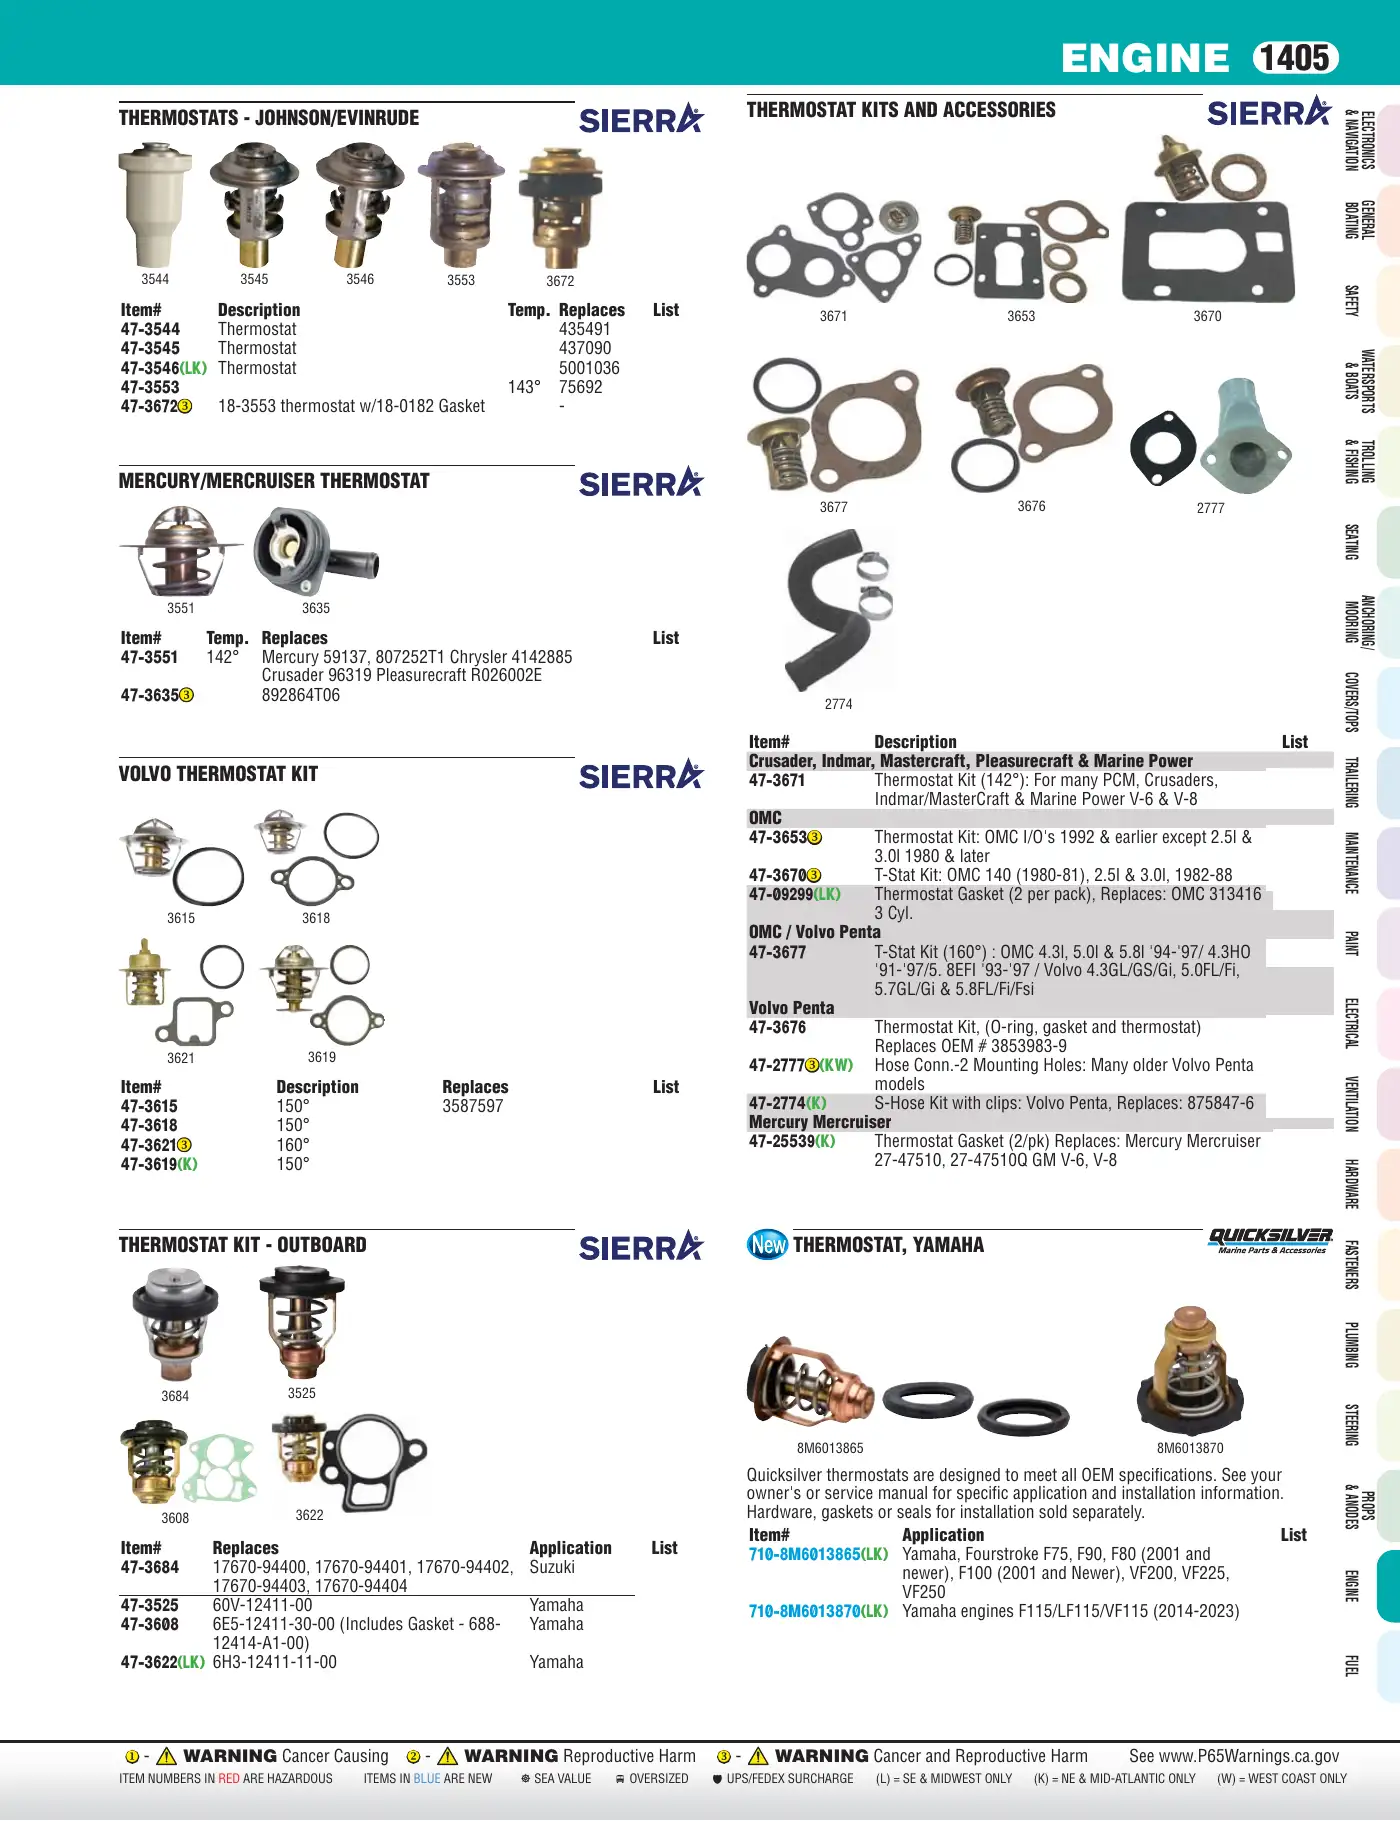 ENGINE 1405
THERMOSTATS - JOHNSON/EVINRUDE
SIERRA
3544 3545 3546 3553 3672
Item# Description Temp. Replaces List
47-3544 Thermostat 435491
47-3545 Thermostat 437090
47-3546(LK) Thermostat 5001036
47-3553 143° 75692
47-3672③ 18-3553 thermostat w/18-0182 Gasket -
MERCURY/MERCRUISER THERMOSTAT
SIERRA
3551 3635
Item# Temp. Replaces List
47-3551 142° Mercury 59137, 807252T1 Chrysler 4142885
Crusader 96319 Pleasurecraft R026002E
47-3635③ 892864T06
VOLVO THERMOSTAT KIT
SIERRA
3615 3618
3621 3619
Item# Description Replaces List
47-3615 150° 3587597
47-3618 150°
47-3621③ 160°
47-3619(K) 150°
THERMOSTAT KIT - OUTBOARD
SIERRA
3684 3525
3608 3622
Item# Replaces Application List
47-3684 17670-94400, 17670-94401, 17670-94402, Suzuki
17670-94403, 17670-94404
47-3525 60V-12411-00 Yamaha
47-3608 6E5-12411-30-00 (Includes Gasket - 688- Yamaha
12414-A1-00)
47-3622(LK) 6H3-12411-11-00 Yamaha
THERMOSTAT KITS AND ACCESSORIES
SIERRA
3671 3653 3670
3677 3676 2777
2774
Item# Description List
Crusader, Indmar, Mastercraft, Pleasurecraft & Marine Power
47-3671 Thermostat Kit (142°): For many PCM, Crusaders,
Indmar/MasterCraft & Marine Power V-6 & V-8
OMC
47-3653③ Thermostat Kit: OMC I/O's 1992 & earlier except 2.5l &
3.0l 1980 & later
47-3670③ T-Stat Kit: OMC 140 (1980-81), 2.5l & 3.0l, 1982-88
47-09299(LK) Thermostat Gasket (2 per pack), Replaces: OMC 313416
3 Cyl.
OMC / Volvo Penta
47-3677 T-Stat Kit (160°) : OMC 4.3l, 5.0l & 5.8l '94-'97/ 4.3HO
'91-'97/5. 8EFI '93-'97 / Volvo 4.3GL/GS/Gi, 5.0FL/Fi,
5.7GL/Gi & 5.8FL/Fi/Fsi
Volvo Penta
47-3676 Thermostat Kit, (O-ring, gasket and thermostat)
Replaces OEM # 3853983-9
47-2777③(KW) Hose Conn.-2 Mounting Holes: Many older Volvo Penta
models
47-2774(K) S-Hose Kit with clips: Volvo Penta, Replaces: 875847-6
Mercury Mercruiser
47-25539(K) Thermostat Gasket (2/pk) Replaces: Mercury Mercruiser
27-47510, 27-47510Q GM V-6, V-8
New THERMOSTAT, YAMAHA
QUICKSILVER
Marine Parts & Accessories
8M6013865 8M6013870
Quicksilver thermostats are designed to meet all OEM specifications. See your
owner's or service manual for specific application and installation information.
Hardware, gaskets or seals for installation sold separately.
Item# Application List
710-8M6013865(LK) Yamaha, Fourstroke F75, F90, F80 (2001 and
newer), F100 (2001 and Newer), VF200, VF225,
VF250
710-8M6013870(LK) Yamaha engines F115/LF115/VF115 (2014-2023)
ELECTRONICS
& NAVIGATION
GENERAL
BOATING
SAFETY
WATERSPORTS
& BOATS
TROLLING
& FISHING
SEATING
ANCHORING/
MOORING
COVERS/TOPS
TRAILERING
MAINTENANCE
PAINT
ELECTRICAL
VENTILATION
HARDWARE
FASTENERS
PLUMBING
STEERING
PROPS
& ANODES
ENGINE
FUEL
① - WARNING Cancer Causing ② - WARNING Reproductive Harm ③ - WARNING Cancer and Reproductive Harm See www.P65Warnings.ca.gov
ITEM NUMBERS IN RED ARE HAZARDOUS ITEMS IN BLUE ARE NEW SEA VALUE OVERSIZED UPS/FEDEX SURCHARGE (L) = SE & MIDWEST ONLY (K) = NE & MID-ATLANTIC ONLY (W) = WEST COAST ONLY